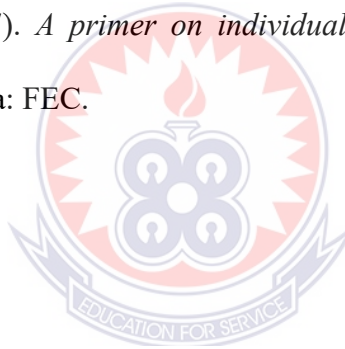 ). A primer on individual
a: FEC.
EDUCATION FOR SERVICE